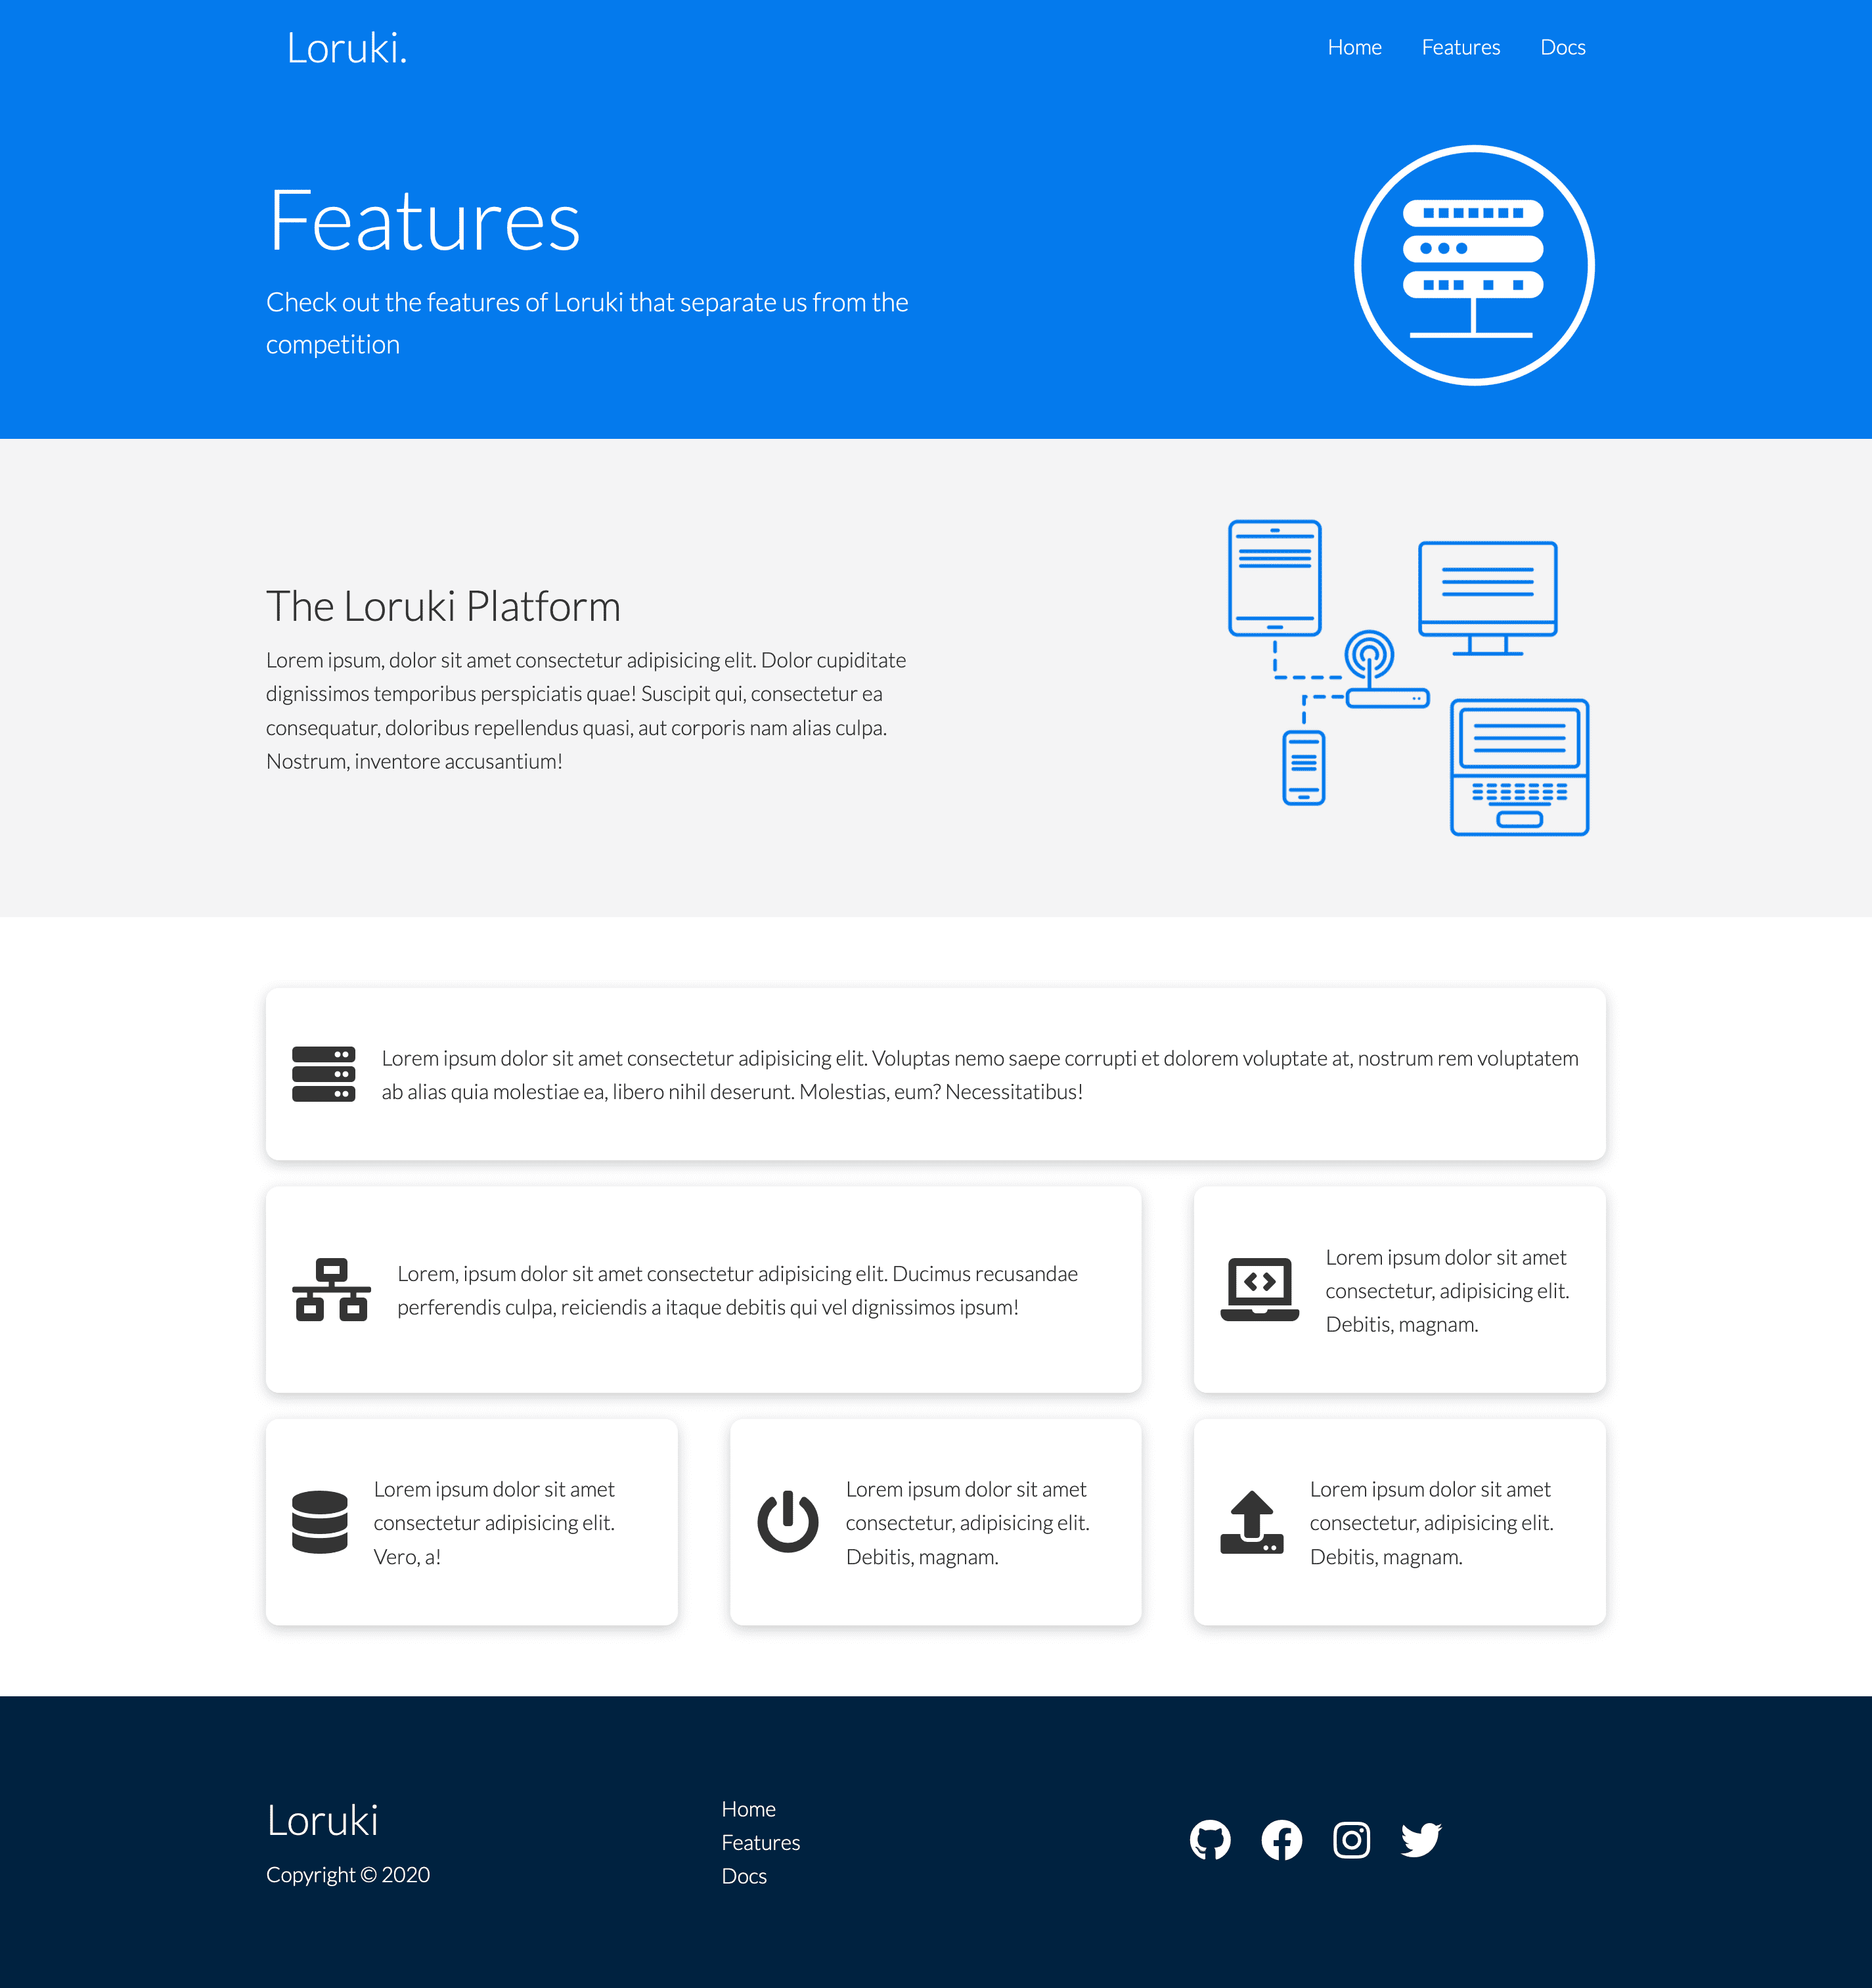 Loruki.
Home Features Docs
Features
Check out the features of Loruki that separate us from the
competition
The Loruki Platform
Lorem ipsum, dolor sit amet consectetur adipisicing elit. Dolor cupiditate
dignissimos temporibus perspiciatis quae! Suscipit qui, consectetur ea
consequatur, doloribus repellendus quasi, aut corporis nam alias culpa.
Nostrum, inventore accusantium!
Lorem ipsum dolor sit amet consectetur adipisicing elit. Voluptas nemo saepe corrupti et dolorem voluptate at, nostrum rem voluptatem
ab alias quia molestiae ea, libero nihil deserunt. Molestias, eum? Necessitatibus!
Lorem, ipsum dolor sit amet consectetur adipisicing elit. Ducimus recusandae
perferendis culpa, reiciendis a itaque debitis qui vel dignissimos ipsum!
Lorem ipsum dolor sit amet
consectetur, adipisicing elit.
Debitis, magnam.
Lorem ipsum dolor sit amet
consectetur adipisicing elit.
Vero, a!
Lorem ipsum dolor sit amet
consectetur, adipisicing elit.
Debitis, magnam.
Lorem ipsum dolor sit amet
consectetur, adipisicing elit.
Debitis, magnam.
Loruki
Copyright © 2020
Home
Features
Docs